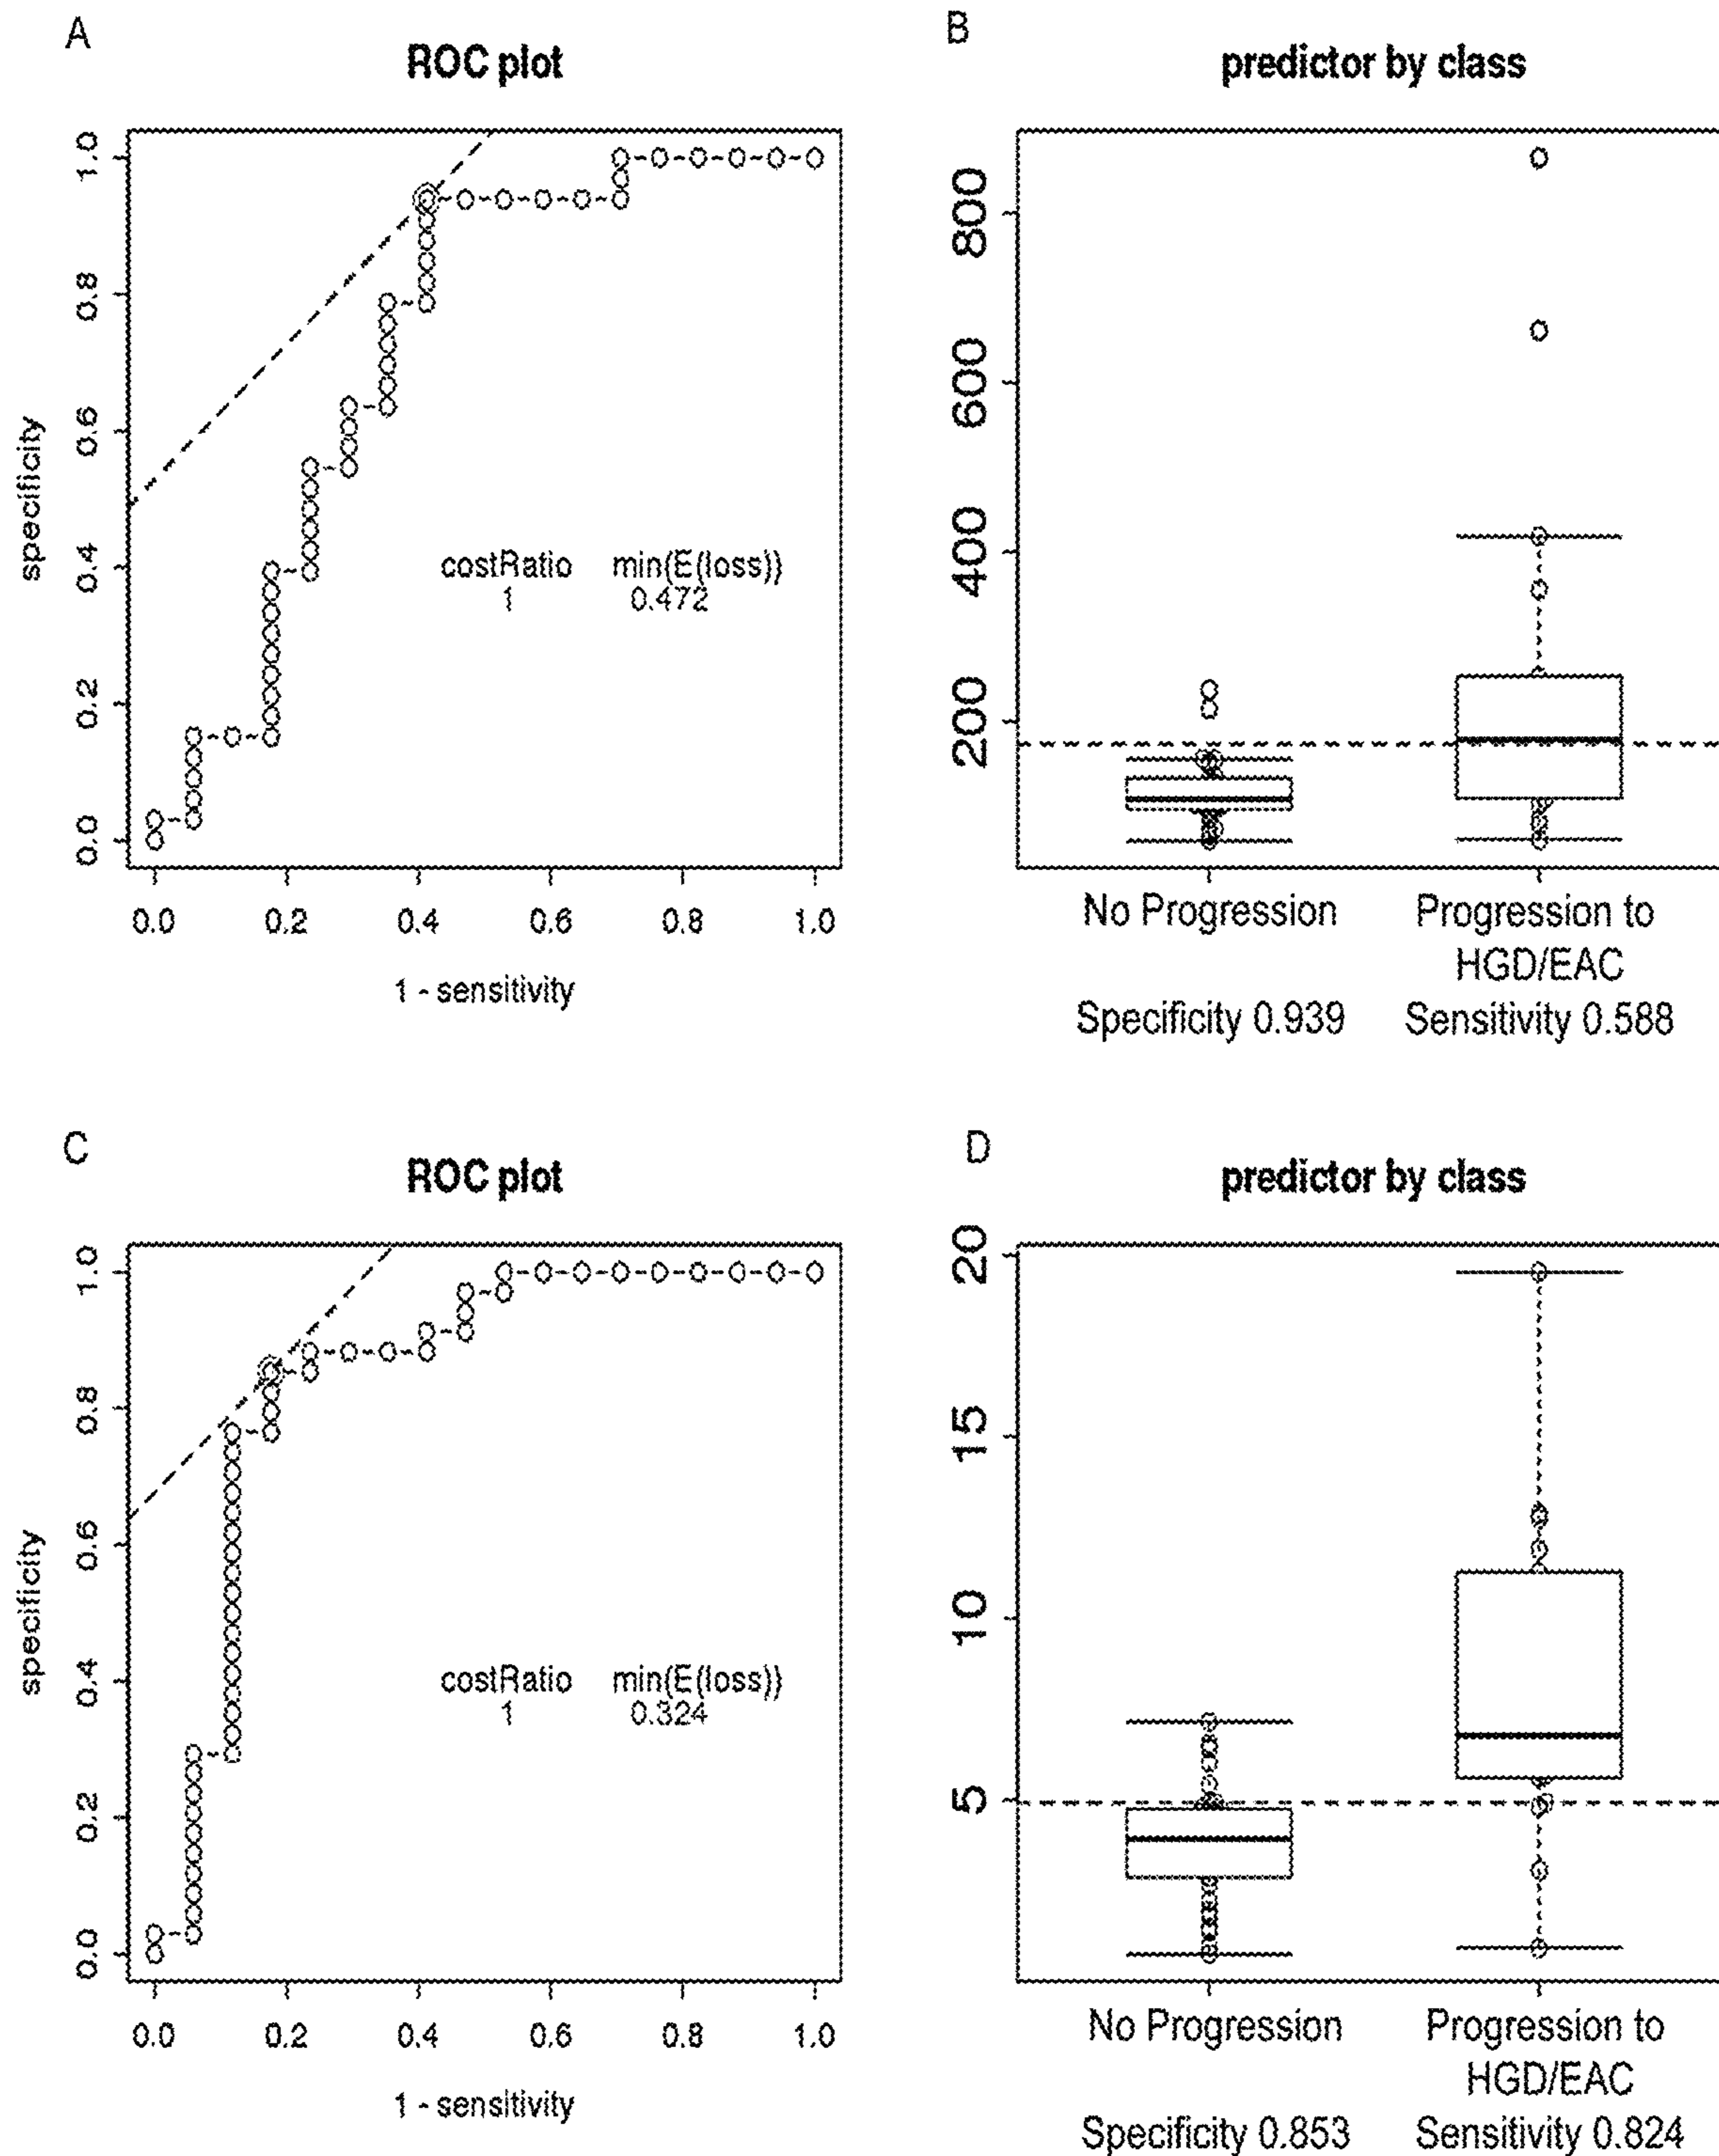 A
ROC plot
1.0
0.8
0.6
0.4
0.2
0.0
specificity
costRatio min(E(loss))
1 0.472
0.0 0.2 0.4 0.6 0.8 1.0
1 - sensitivity
B
predictor by class
800
600
400
200
No Progression
Progression to
HGD/EAC
Specificity 0.939
Sensitivity 0.588
C
ROC plot
1.0
0.8
0.6
0.4
0.2
0.0
specificity
costRatio min(E(loss))
1 0.324
0.0 0.2 0.4 0.6 0.8 1.0
1 - sensitivity
D
predictor by class
20
15
10
5
No Progression
Progression to
HGD/EAC
Specificity 0.853
Sensitivity 0.824